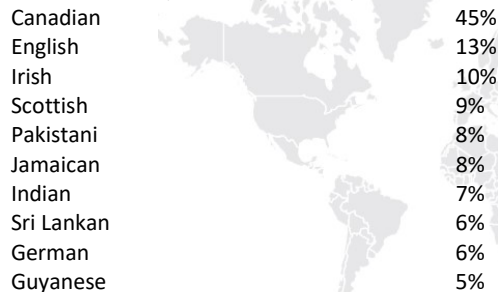 Canadian 45%
English 13%
Irish 10%
Scottish 9%
Pakistani 8%
Jamaican 8%
Indian 7%
Sri Lankan 6%
German 6%
Guyanese 5%